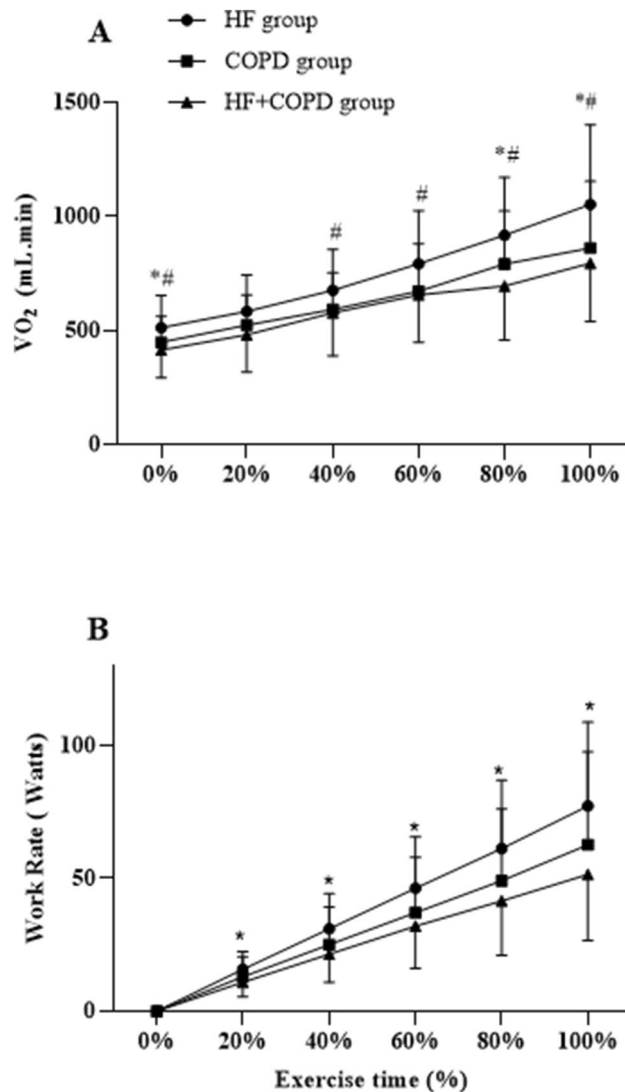 A
HF group
COPD group
HF+COPD group
1500
1000
500
0
VO₂ (mL.min)
*#
#
#
*#
*#
0% 20% 40% 60% 80% 100%
B
100
50
0
Work Rate ( Watts)
*
*
*
*
*
0% 20% 40% 60% 80% 100%
Exercise time (%)